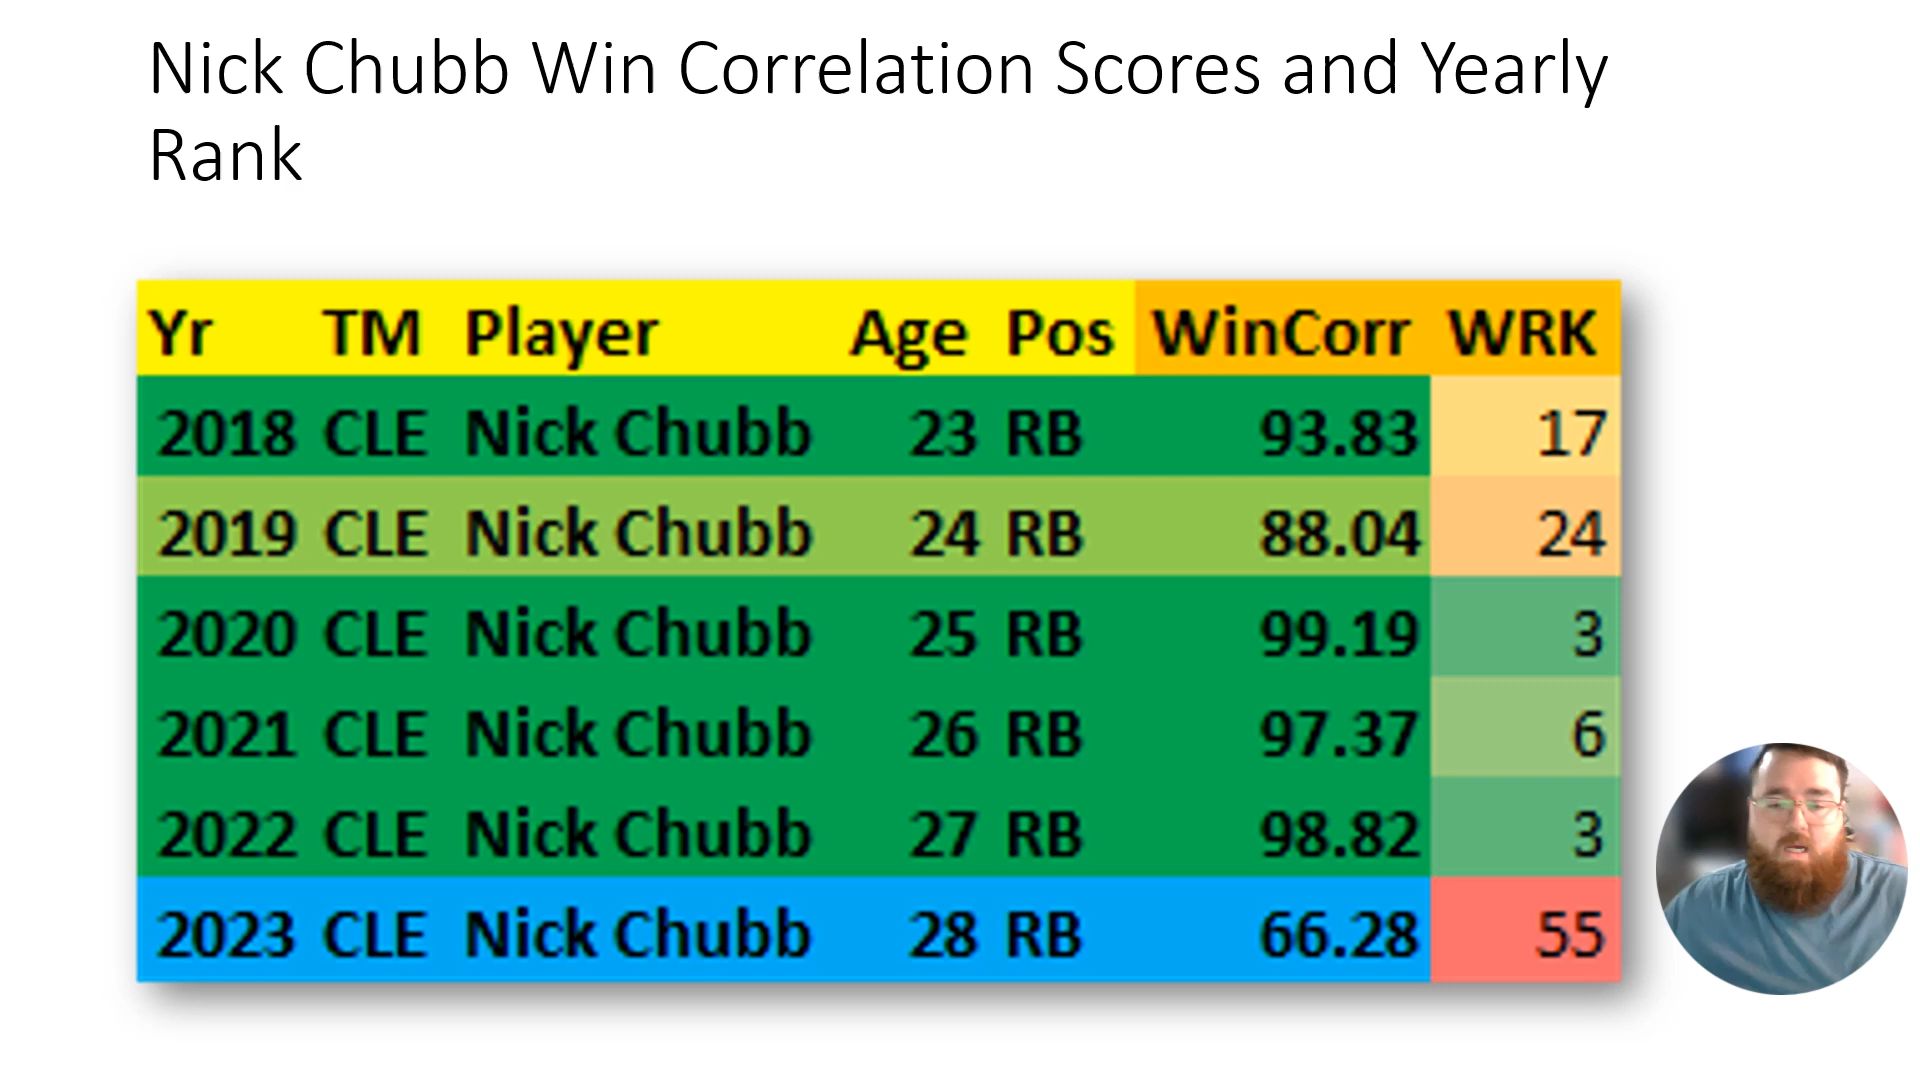 Nick Chubb Win Correlation Scores and Yearly
Rank
Yr TM Player Age Pos WinCorr WRK
2018 CLE Nick Chubb 23 RB 93.83 17
2019 CLE Nick Chubb 24 RB 88.04 24
2020 CLE Nick Chubb 25 RB 99.19 3
2021 CLE Nick Chubb 26 RB 97.37 6
2022 CLE Nick Chubb 27 RB 98.82 3
2023 CLE Nick Chubb 28 RB 66.28 55